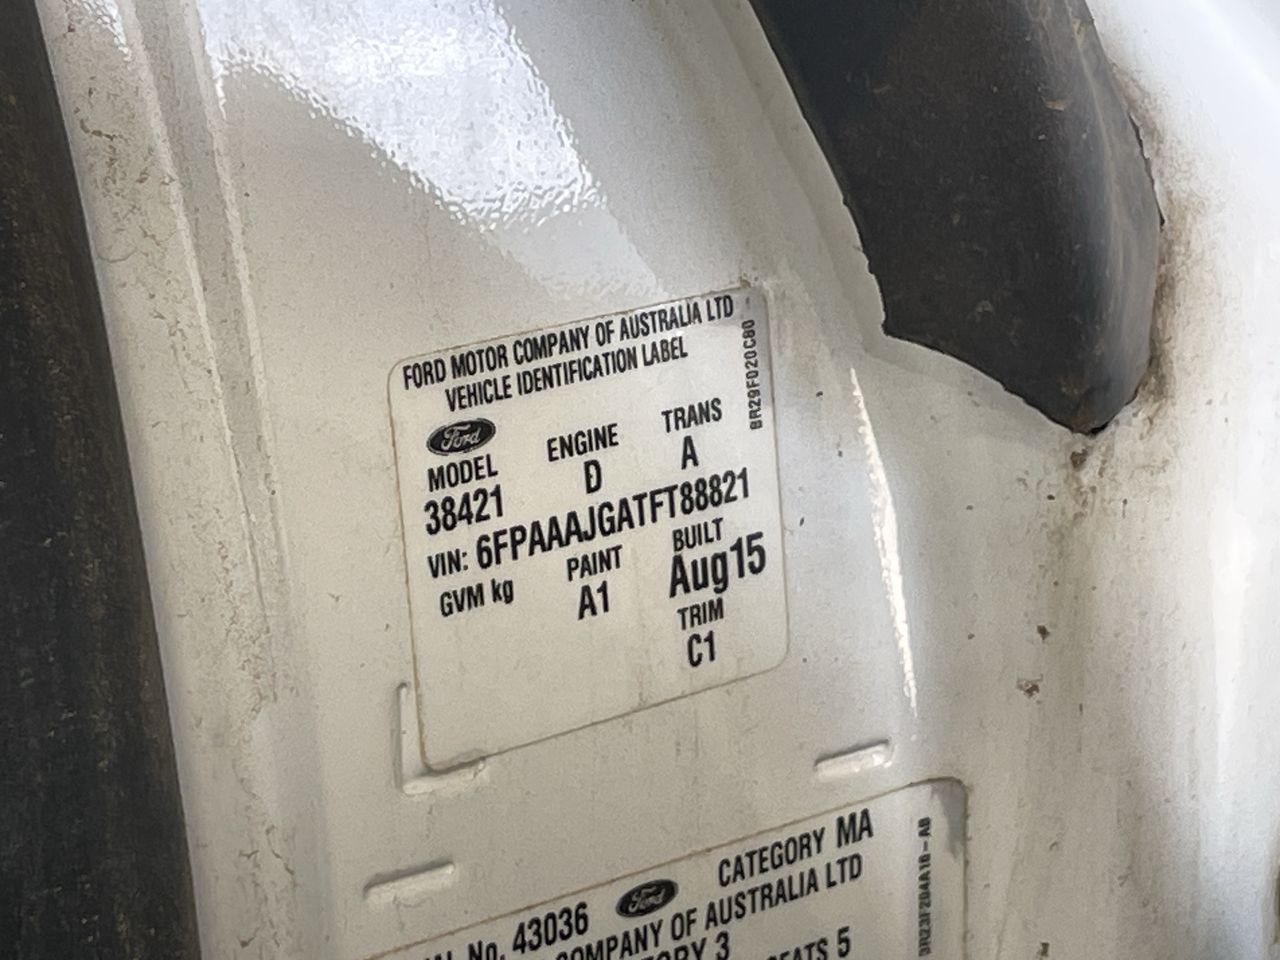 FORD MOTOR COMPANY OF AUSTRALIA LTD
VEHICLE IDENTIFICATION LABEL
BR29F020C80
Ford
MODEL ENGINE TRANS
38421 D A
VIN: 6FPAAAJGATFT88821
GVM kg PAINT BUILT
A1 Aug15
TRIM
C1
CATEGORY MA
No. 43036 Ford
COMPANY OF AUSTRALIA LTD
3
5